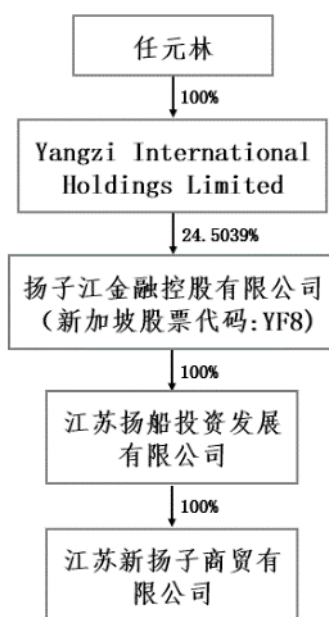 任元林
100%
Yangzi International
Holdings Limited
24.5039%
扬子江金融控股有限公司
（新加坡股票代码:YF8)
100%
江苏扬船投资发展
有限公司
100%
江苏新扬子商贸有
限公司